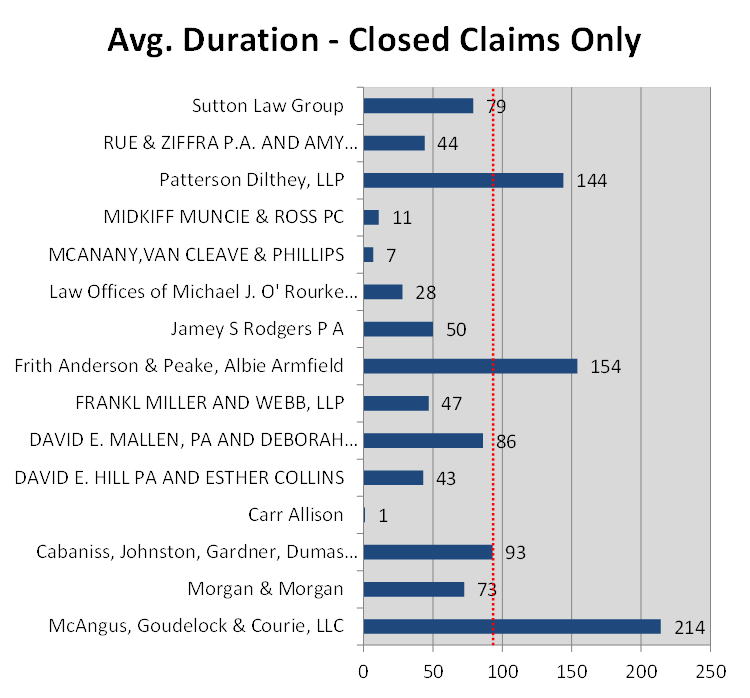 Avg. Duration - Closed Claims Only
Sutton Law Group 79
RUE & ZIFFRA P.A. AND AMY... 44
Patterson Dilthey, LLP 144
MIDKIFF MUNCIE & ROSS PC 11
MCANANY,VAN CLEAVE & PHILLIPS 7
Law Offices of Michael J. O' Rourke... 28
Jamey S Rodgers P A 50
Frith Anderson & Peake, Albie Armfield 154
FRANKL MILLER AND WEBB, LLP 47
DAVID E. MALLEN, PA AND DEBORAH... 86
DAVID E. HILL PA AND ESTHER COLLINS 43
Carr Allison 1
Cabaniss, Johnston, Gardner, Dumas... 93
Morgan & Morgan 73
McAngus, Goudelock & Courie, LLC 214
0 50 100 150 200 250